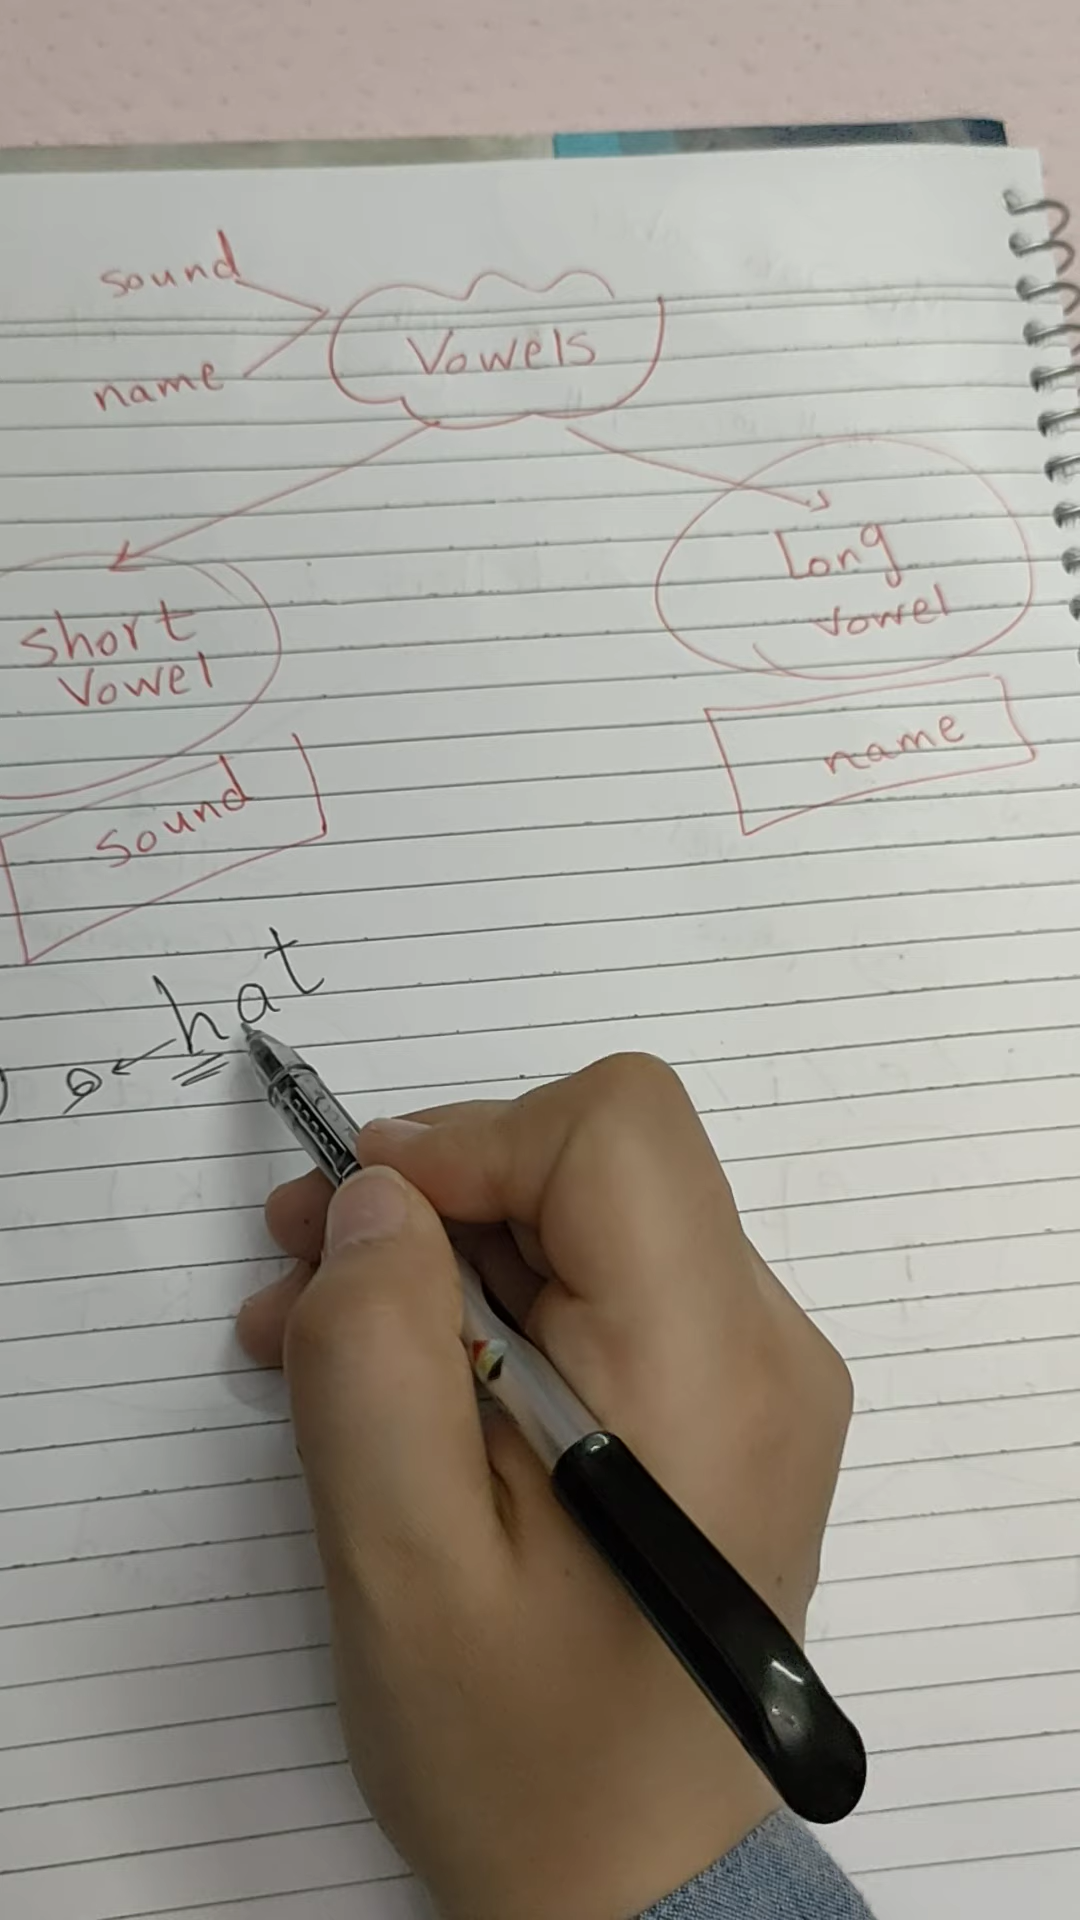 sound
name
Vowels
short
vowel
Long
vowel
sound
name
hat
ه